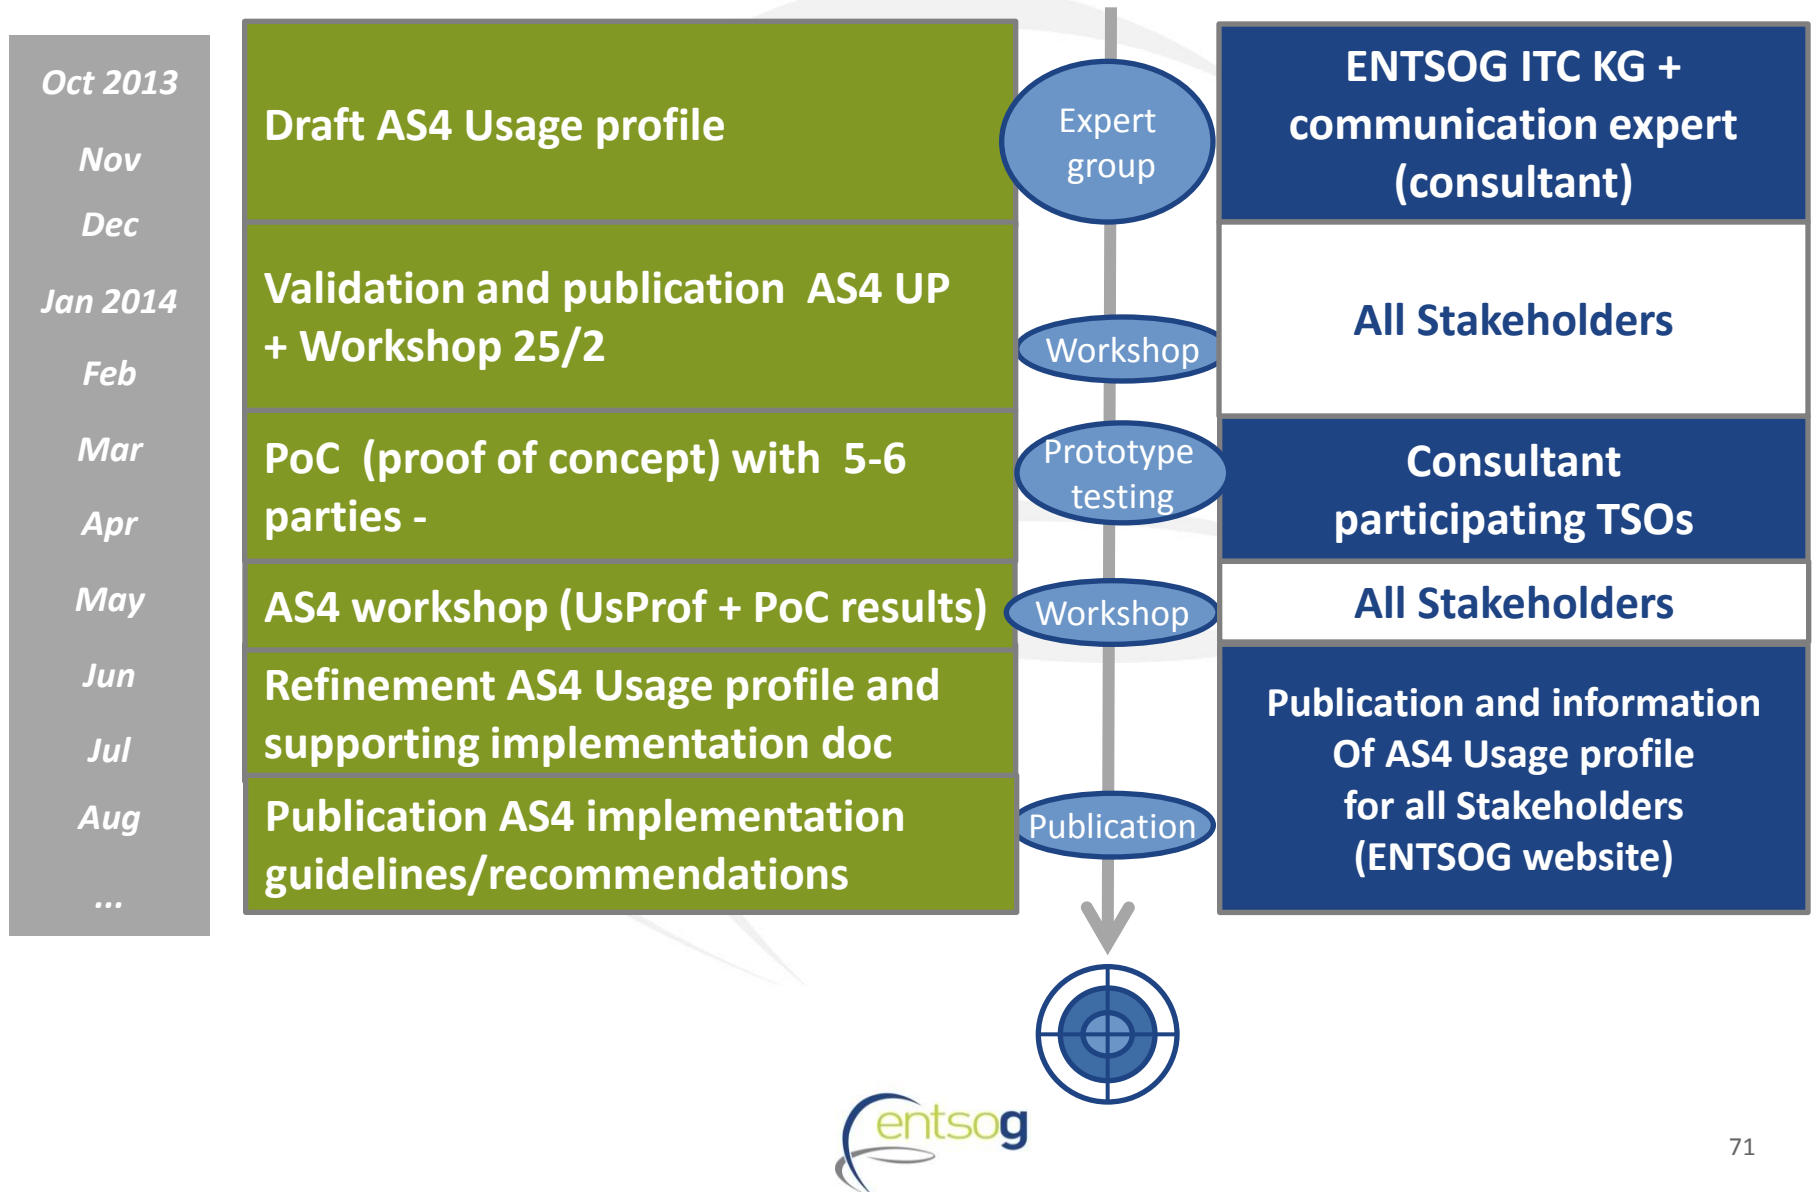 Oct 2013
Nov
Dec
Jan 2014
Feb
Mar
Apr
May
Jun
Jul
Aug
...
Draft AS4 Usage profile
Expert
group
ENTSOG ITC KG +
communication expert
(consultant)
Validation and publication  AS4 UP
+ Workshop 25/2
Workshop
All Stakeholders
PoC  (proof of concept) with  5-6
parties -
Prototype
testing
Consultant
participating TSOs
AS4 workshop (UsProf + PoC results)
Workshop
All Stakeholders
Refinement AS4 Usage profile and
supporting implementation doc
Publication AS4 implementation
guidelines/recommendations
Publication
Publication and information
Of AS4 Usage profile
for all Stakeholders
(ENTSOG website)
entsog
71